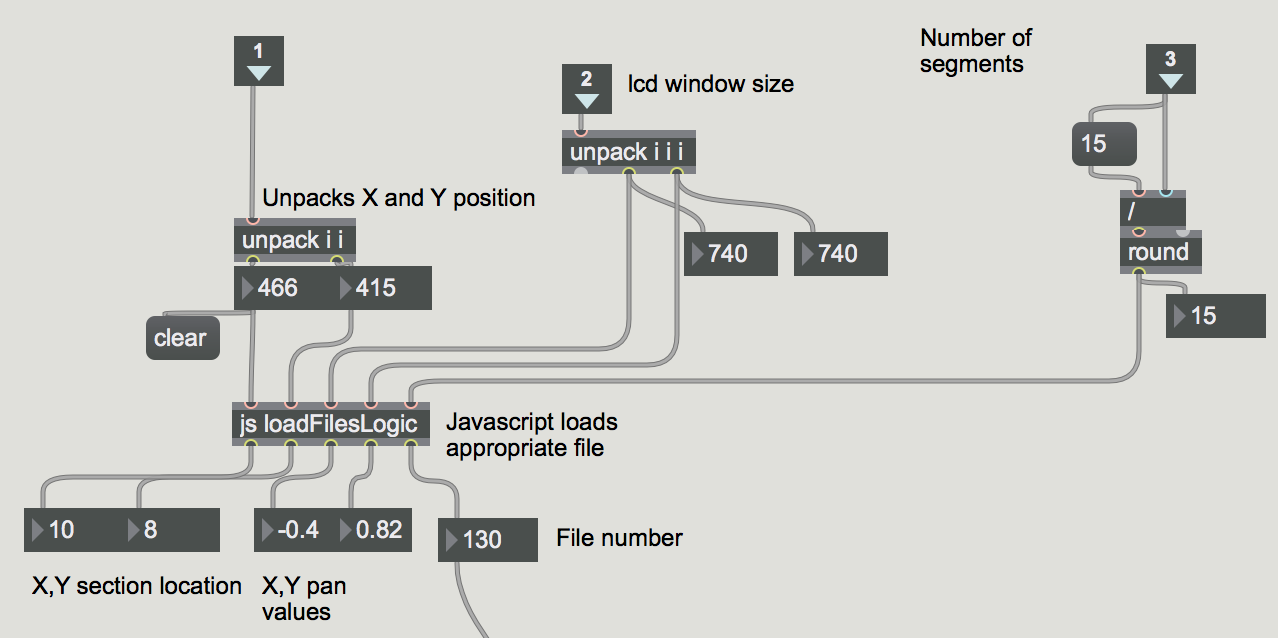 Number of
segments
1
2
lcd window size
3
15
unpack i i i
Unpacks X and Y position
/
unpack i i
740
740
round
466
415
15
clear
js loadFilesLogic
Javascript loads
appropriate file
10
8
-0.4
0.82
130
File number
X,Y section location
X,Y pan
values